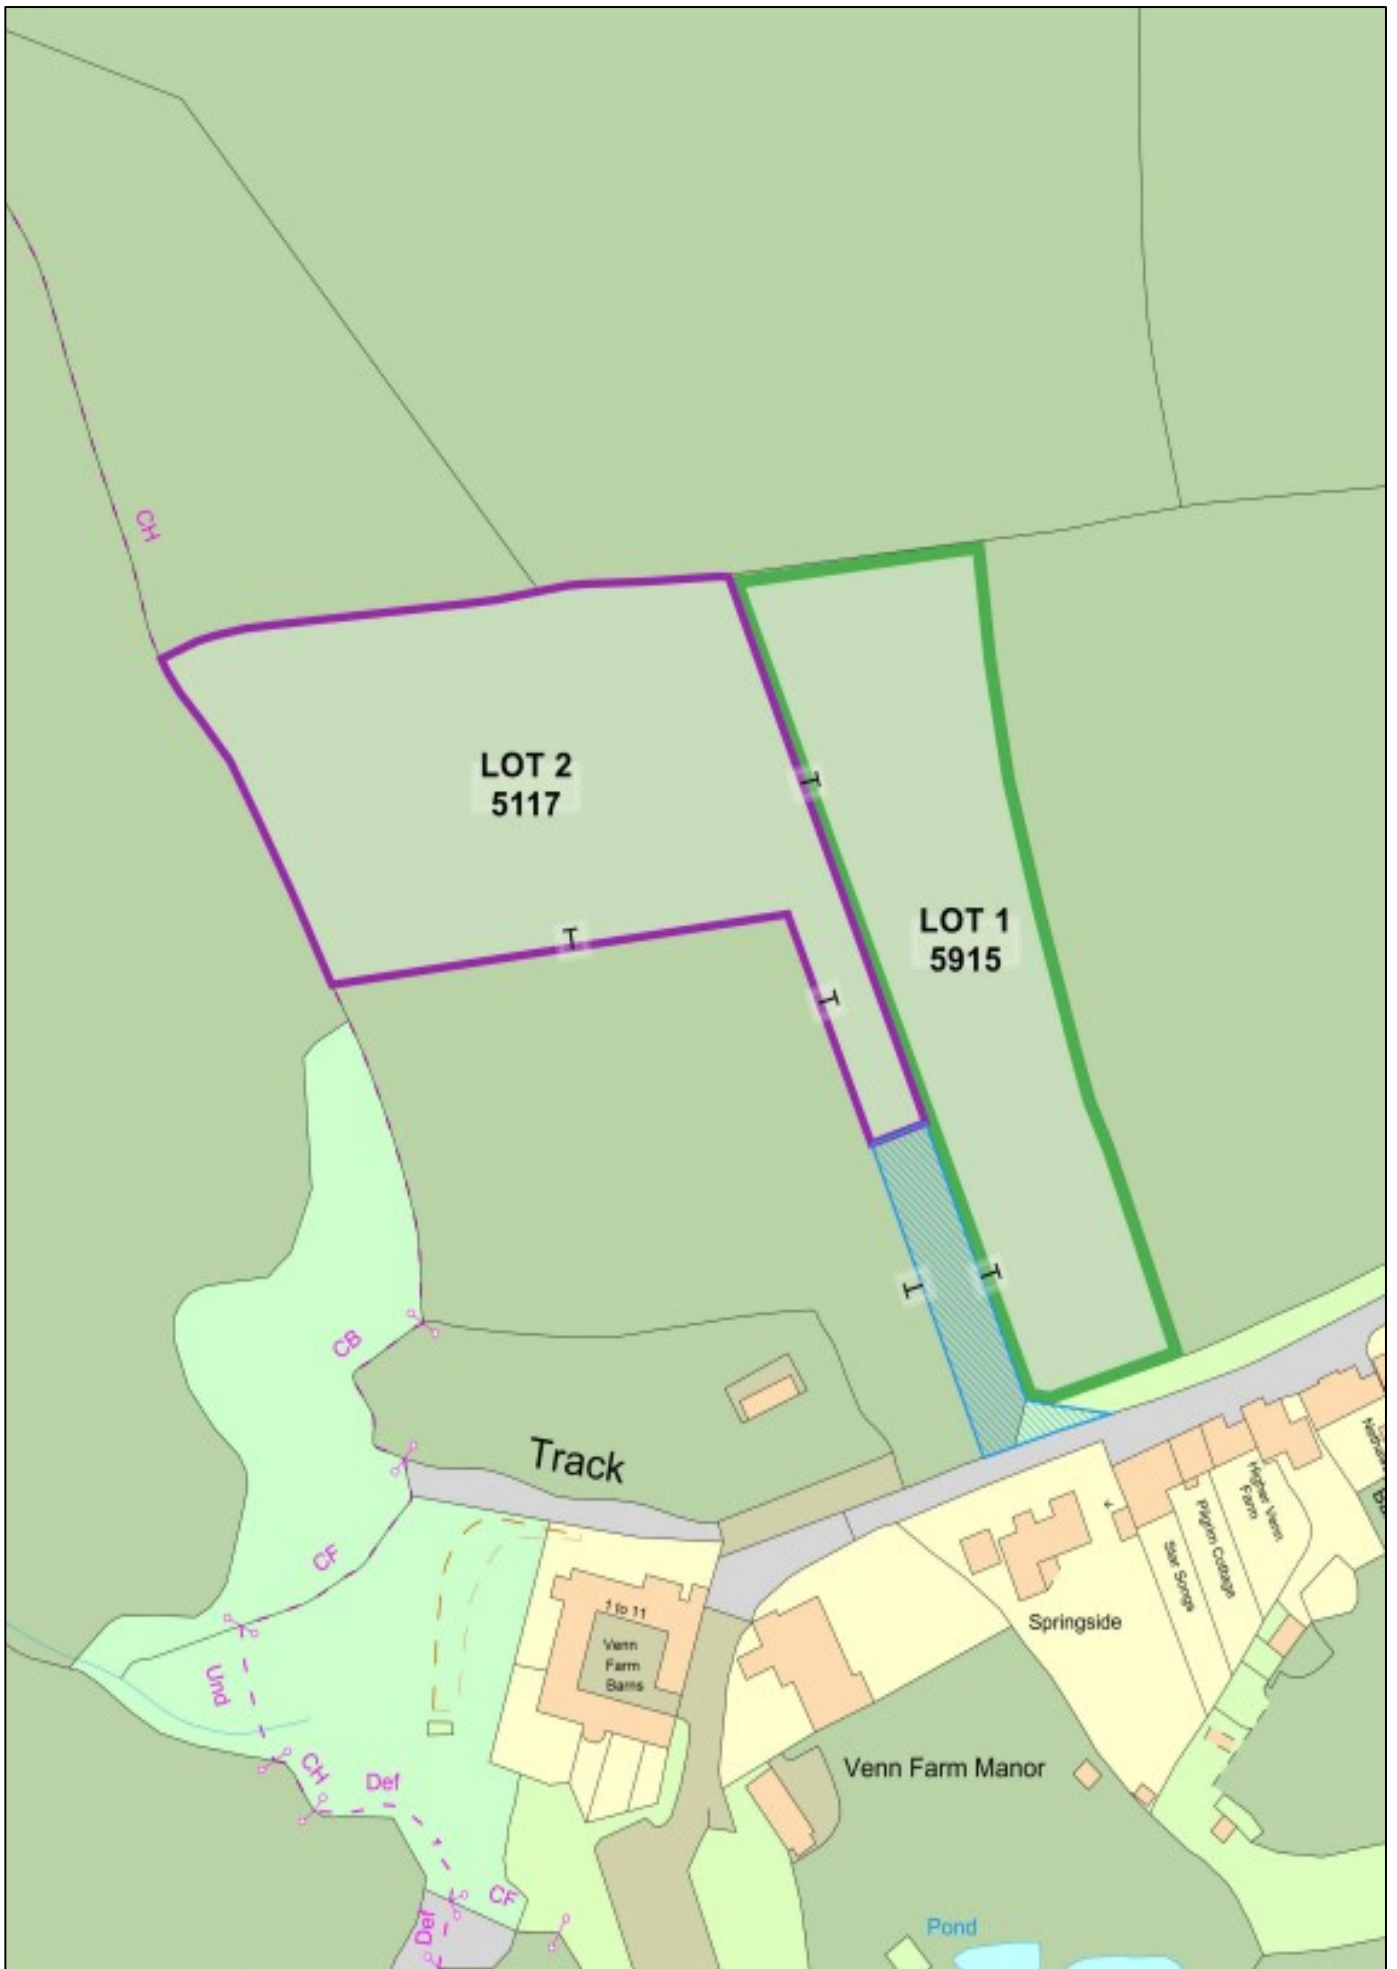 CH
LOT 2
5117
T
LOT 1
5915
T
T
T
T
CB
Track
CF
Higher Venn
Farm
Pilgrim Cottage
Star Songs
1 to 11
Springside
Venn
Farm
Barns
Und
CH
Def
Venn Farm Manor
CF
Def
Pond